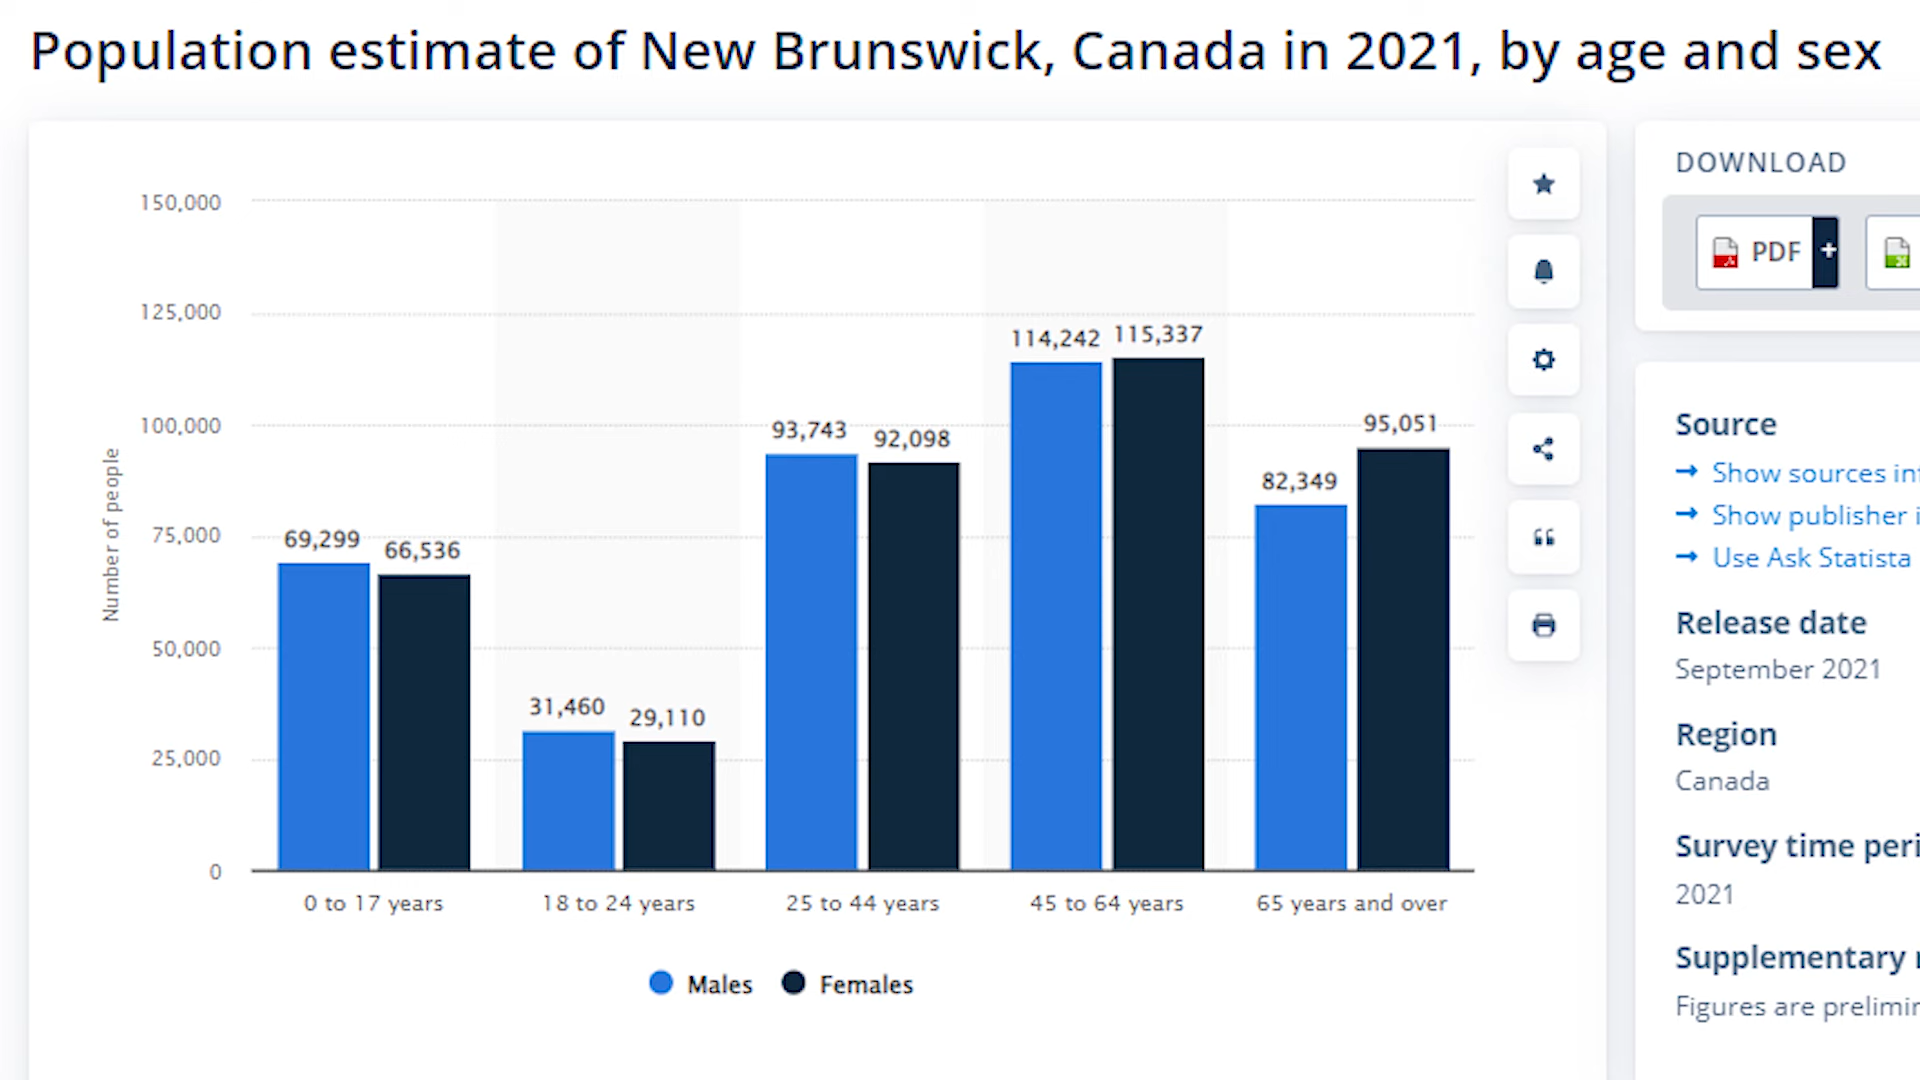 Population estimate of New Brunswick, Canada in 2021, by age and sex
150,000
125,000
100,000
75,000
50,000
25,000
0
Number of people
69,299
66,536
31,460
29,110
93,743
92,098
114,242
115,337
82,349
95,051
0 to 17 years
18 to 24 years
25 to 44 years
45 to 64 years
65 years and over
Males
Females
DOWNLOAD
PDF +
Source
→ Show sources in
→ Show publisher i
→ Use Ask Statista
Release date
September 2021
Region
Canada
Survey time peri
2021
Supplementary
Figures are prelimi